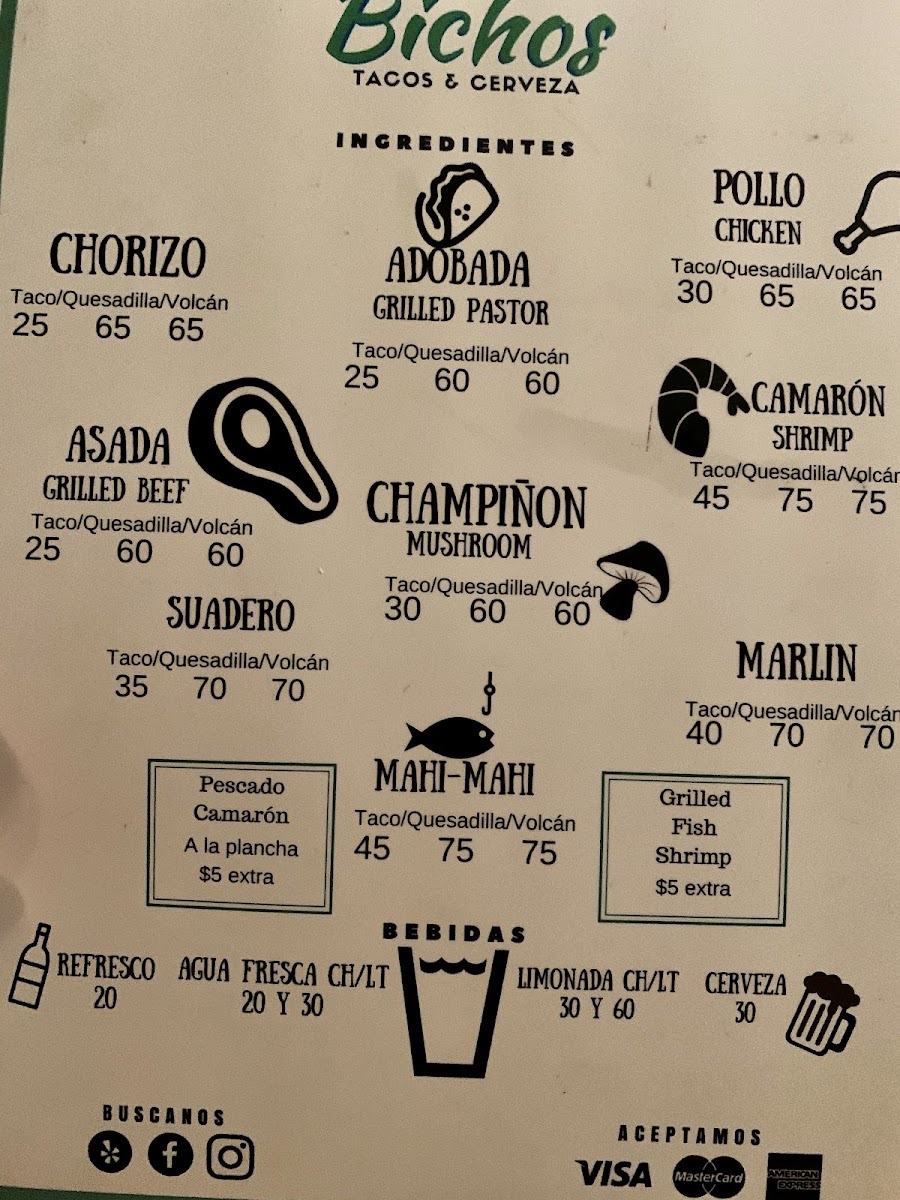 Bichos
TACOS & CERVEZA
INGREDIENTES
CHORIZO
Taco/Quesadilla/Volcán
25 65 65
ADOBADA
GRILLED PASTOR
Taco/Quesadilla/Volcán
25 60 60
POLLO
CHICKEN
Taco/Quesadilla/Volcán
30 65 65
ASADA
GRILLED BEEF
Taco/Quesadilla/Volcán
25 60 60
CHAMPIÑON
MUSHROOM
Taco/Quesadilla/Volcán
30 60 60
CAMARÓN
SHRIMP
Taco/Quesadilla/Volcán
45 75 75
SUADERO
Taco/Quesadilla/Volcán
35 70 70
MAHI-MAHI
Taco/Quesadilla/Volcán
45 75 75
MARLIN
Taco/Quesadilla/Volcán
40 70 70
Pescado
Camarón
A la plancha
$5 extra
Grilled
Fish
Shrimp
$5 extra
BEBIDAS
REFRESCO
20
AGUA FRESCA CH/LT
20 Y 30
LIMONADA CH/LT
30 Y 60
CERVEZA
30
BUSCANOS
ACEPTAMOS
VISA
MasterCard
AMERICAN
EXPRESS